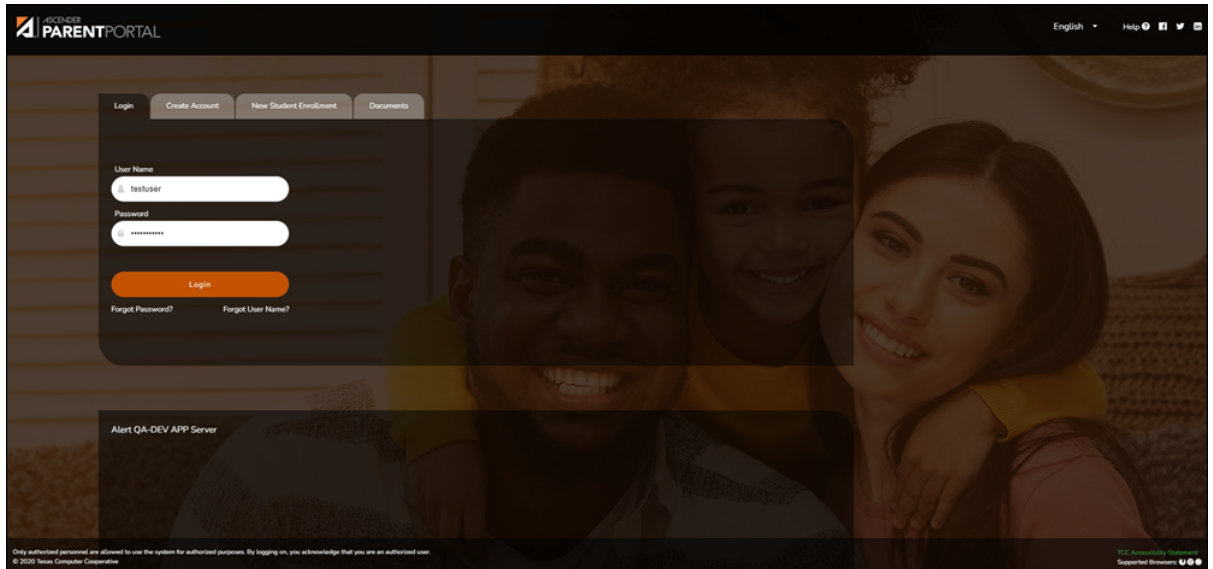 ASCENDER
PARENTPORTAL
English
Help
Login
Create Account
New Student Enrollment
Documents
User Name
testuser
Password
Login
Forgot Password?
Forgot User Name?
Alert QA-DEV APP Server
Only authorized personnel are allowed to use the system for authorized purposes. By logging on, you acknowledge that you are an authorized user.
© 2020 Texas Computer Cooperative
TCC Accessibility Statement
Supported Browsers: